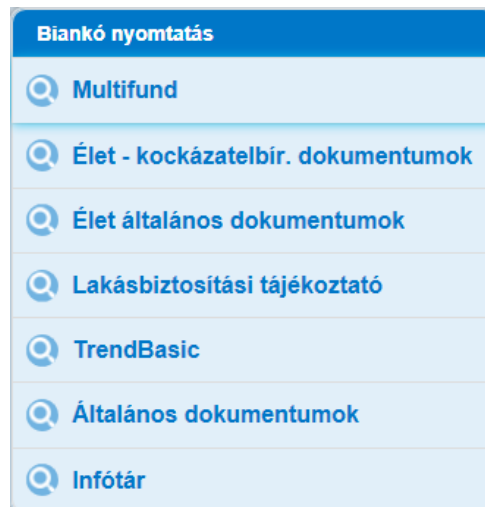 Biankó nyomtatás
Multifund
Élet - kockázatelbír. dokumentumok
Élet általános dokumentumok
Lakásbiztosítási tájékoztató
TrendBasic
Általános dokumentumok
Infótár